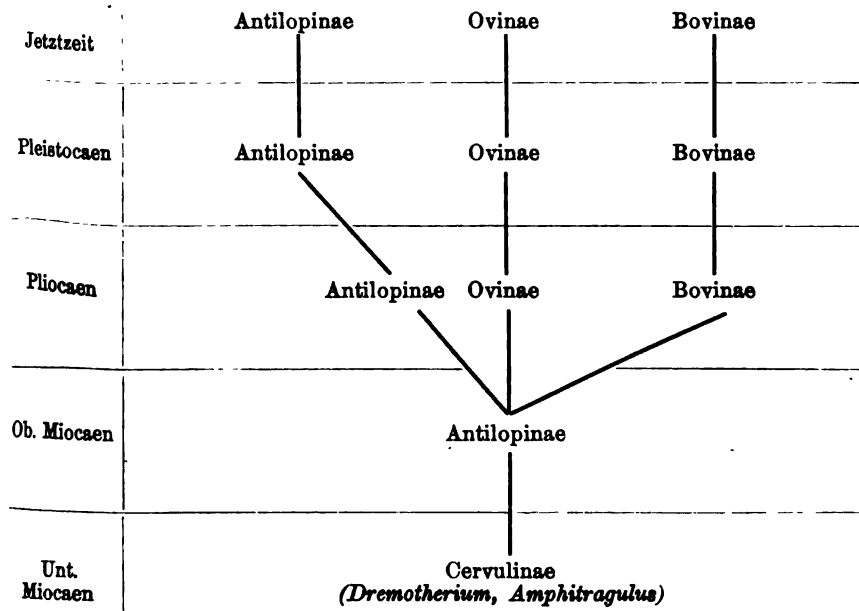 Jetztzeit
Antilopinae Ovinae Bovinae
Pleistocaen Antilopinae Ovinae Bovinae
Pliocaen Antilopinae Ovinae Bovinae
Ob. Miocaen Antilopinae
Unt. Miocaen
Cervulinae
(Dremotherium, Amphitragulus)